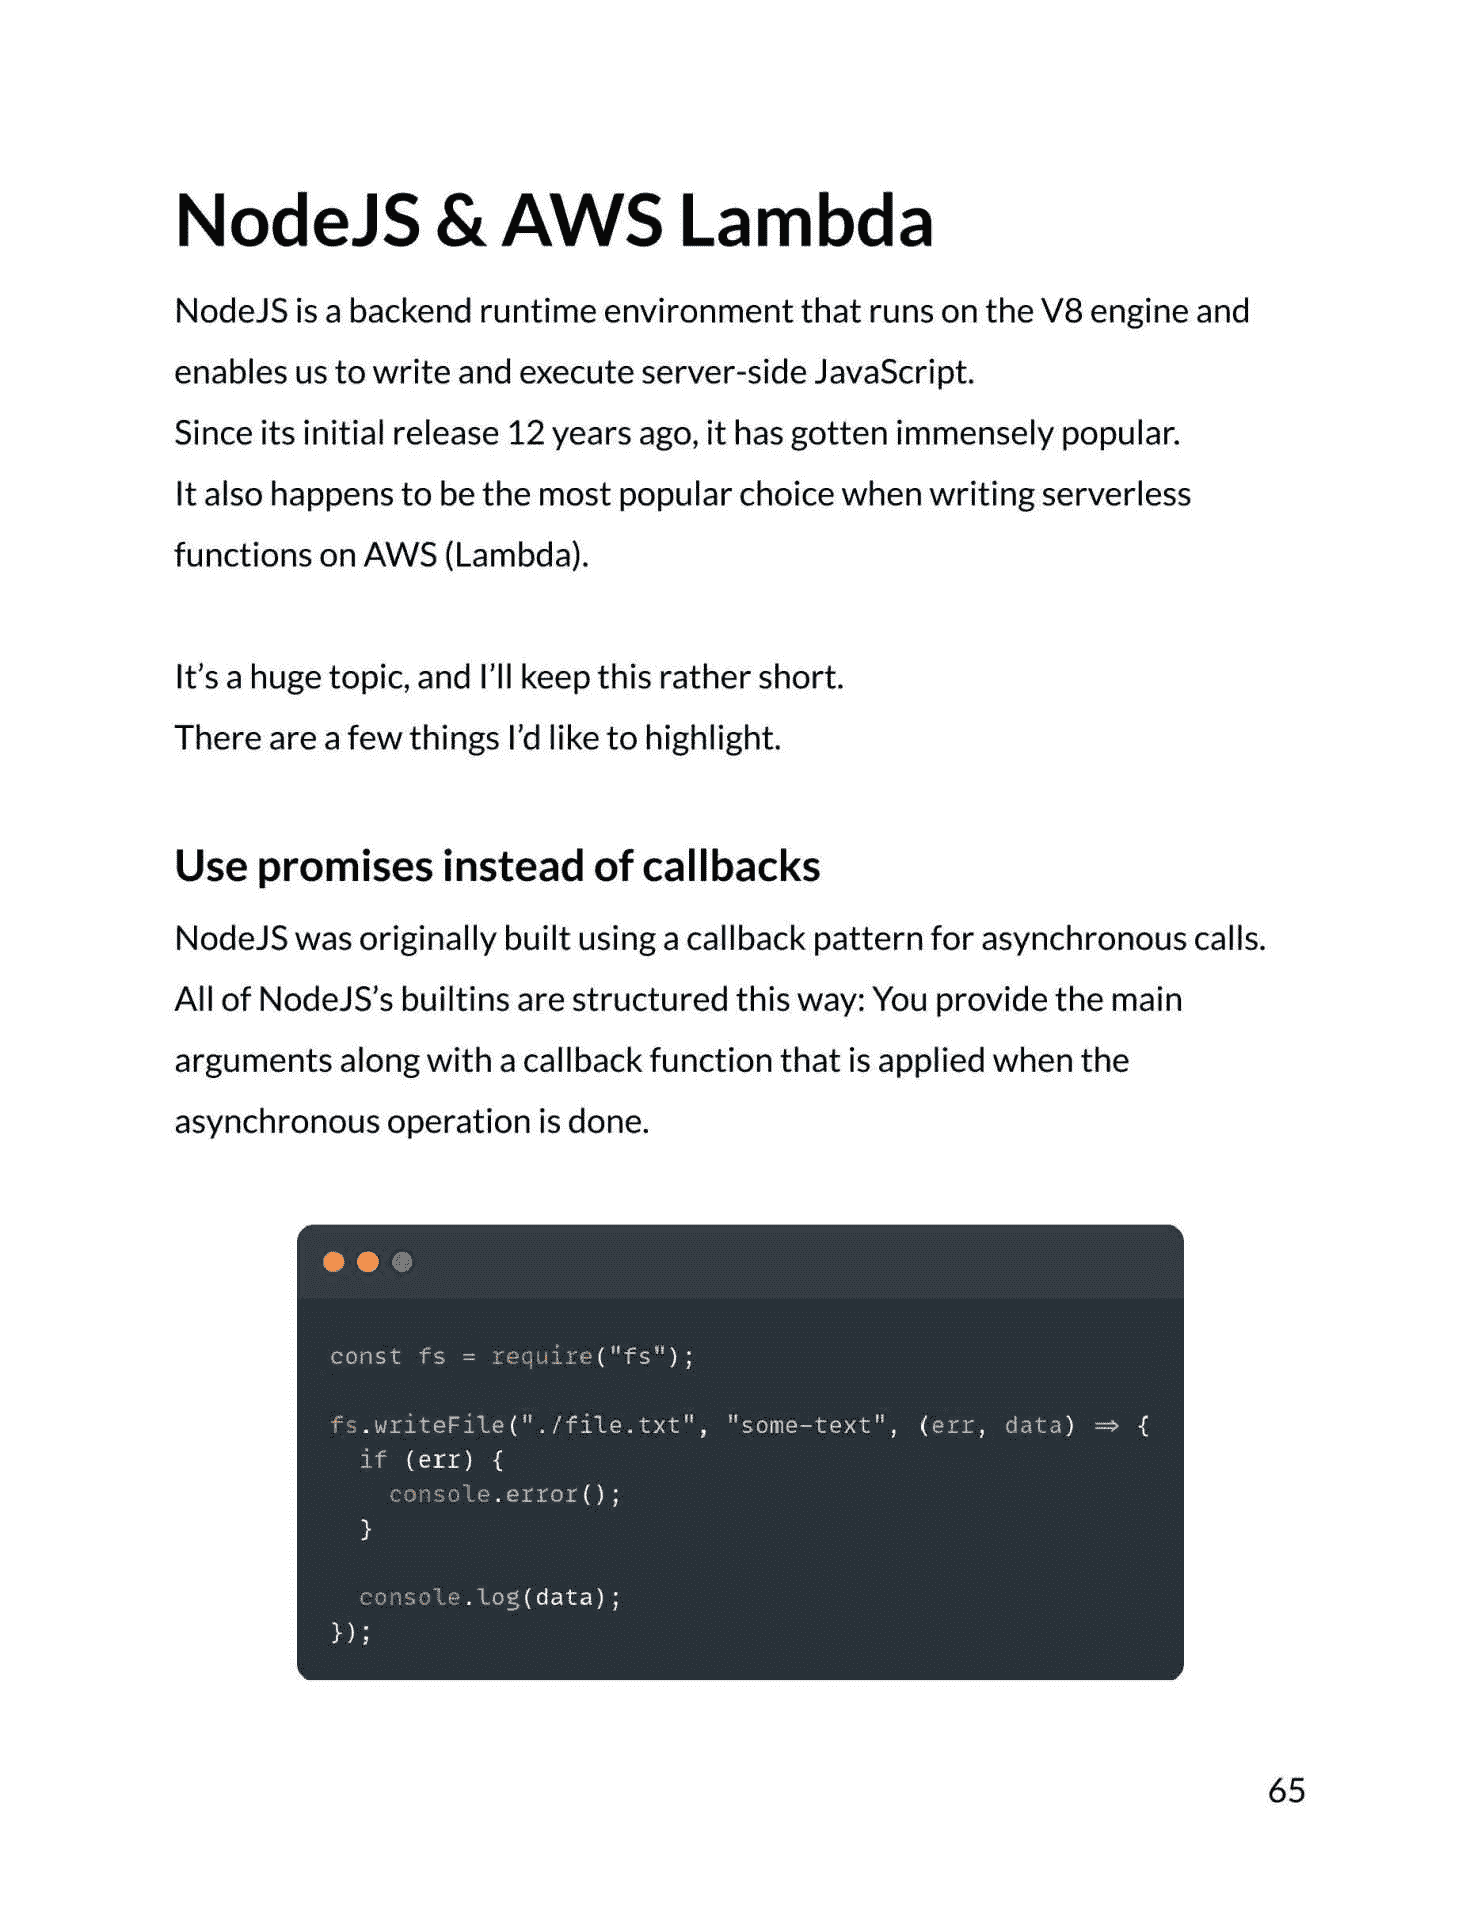 NodeJS & AWS Lambda
NodeJS is a backend runtime environment that runs on the V8 engine and
enables us to write and execute server-side JavaScript.
Since its initial release 12 years ago, it has gotten immensely popular.
It also happens to be the most popular choice when writing serverless
functions on AWS (Lambda).
It’s a huge topic, and I’ll keep this rather short.
There are a few things I’d like to highlight.
Use promises instead of callbacks
NodeJS was originally built using a callback pattern for asynchronous calls.
All of NodeJS’s builtins are structured this way: You provide the main
arguments along with a callback function that is applied when the
asynchronous operation is done.
const fs = require("fs");
fs.writeFile("./file.txt", "some-text", (err, data) => {
if (err) {
console.error();
}
console.log(data);
});
65